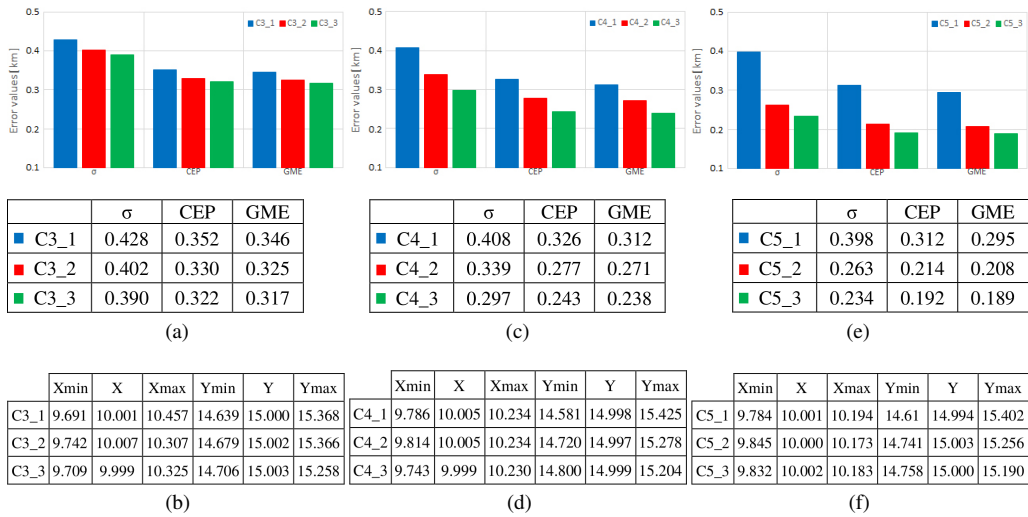 0.5
0.4
0.3
0.2
0.1
Error values[km]
C3_1 C3_2 C3_3
σ CEP GME
σ CEP GME
C3_1 0.428 0.352 0.346
C3_2 0.402 0.330 0.325
C3_3 0.390 0.322 0.317
(a)
0.5
0.4
0.3
0.2
0.1
Error values[km]
C4_1 C4_2 C4_3
σ CEP GME
σ CEP GME
C4_1 0.408 0.326 0.312
C4_2 0.339 0.277 0.271
C4_3 0.297 0.243 0.238
(c)
0.5
0.4
0.3
0.2
0.1
Error values[km]
C5_1 C5_2 C5_3
σ CEP GME
σ CEP GME
C5_1 0.398 0.312 0.295
C5_2 0.263 0.214 0.208
C5_3 0.234 0.192 0.189
(e)
Xmin X Xmax Ymin Y Ymax
C3_1 9.691 10.001 10.457 14.639 15.000 15.368
C3_2 9.742 10.007 10.307 14.679 15.002 15.366
C3_3 9.709 9.999 10.325 14.706 15.003 15.258
(b)
Xmin X Xmax Ymin Y Ymax
C4_1 9.786 10.005 10.234 14.581 14.998 15.425
C4_2 9.814 10.005 10.234 14.720 14.997 15.278
C4_3 9.743 9.999 10.230 14.800 14.999 15.204
(d)
Xmin X Xmax Ymin Y Ymax
C5_1 9.784 10.001 10.194 14.61 14.994 15.402
C5_2 9.845 10.000 10.173 14.741 15.003 15.256
C5_3 9.832 10.002 10.183 14.758 15.000 15.190
(f)